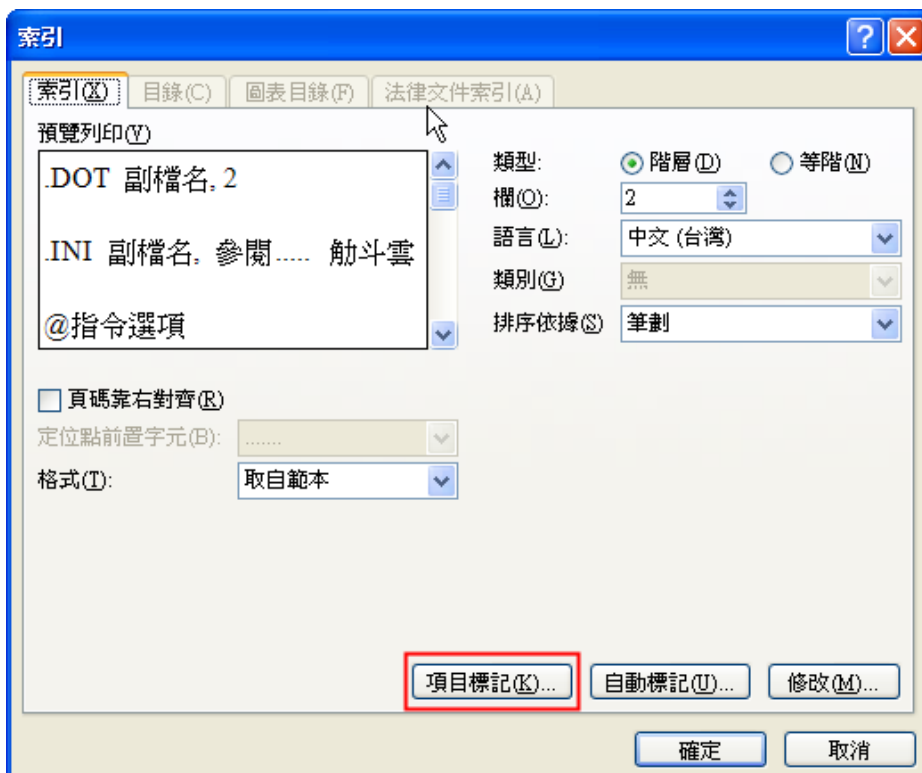 索引
索引(X) 目錄(C) 圖表目錄(F) 法律文件索引(A)
預覽列印(V)
.DOT 副檔名, 2
.INI 副檔名, 參閱..... 觔斗雲
@指令選項
類型: 階層(D) 等階(N)
欄(O): 2
語言(L): 中文 (台灣)
類別(G) 無
排序依據(S) 筆劃
頁碼靠右對齊(R)
定位點前置字元(B): .......
格式(T): 取自範本
項目標記(K)... 自動標記(U)... 修改(M)...
確定 取消